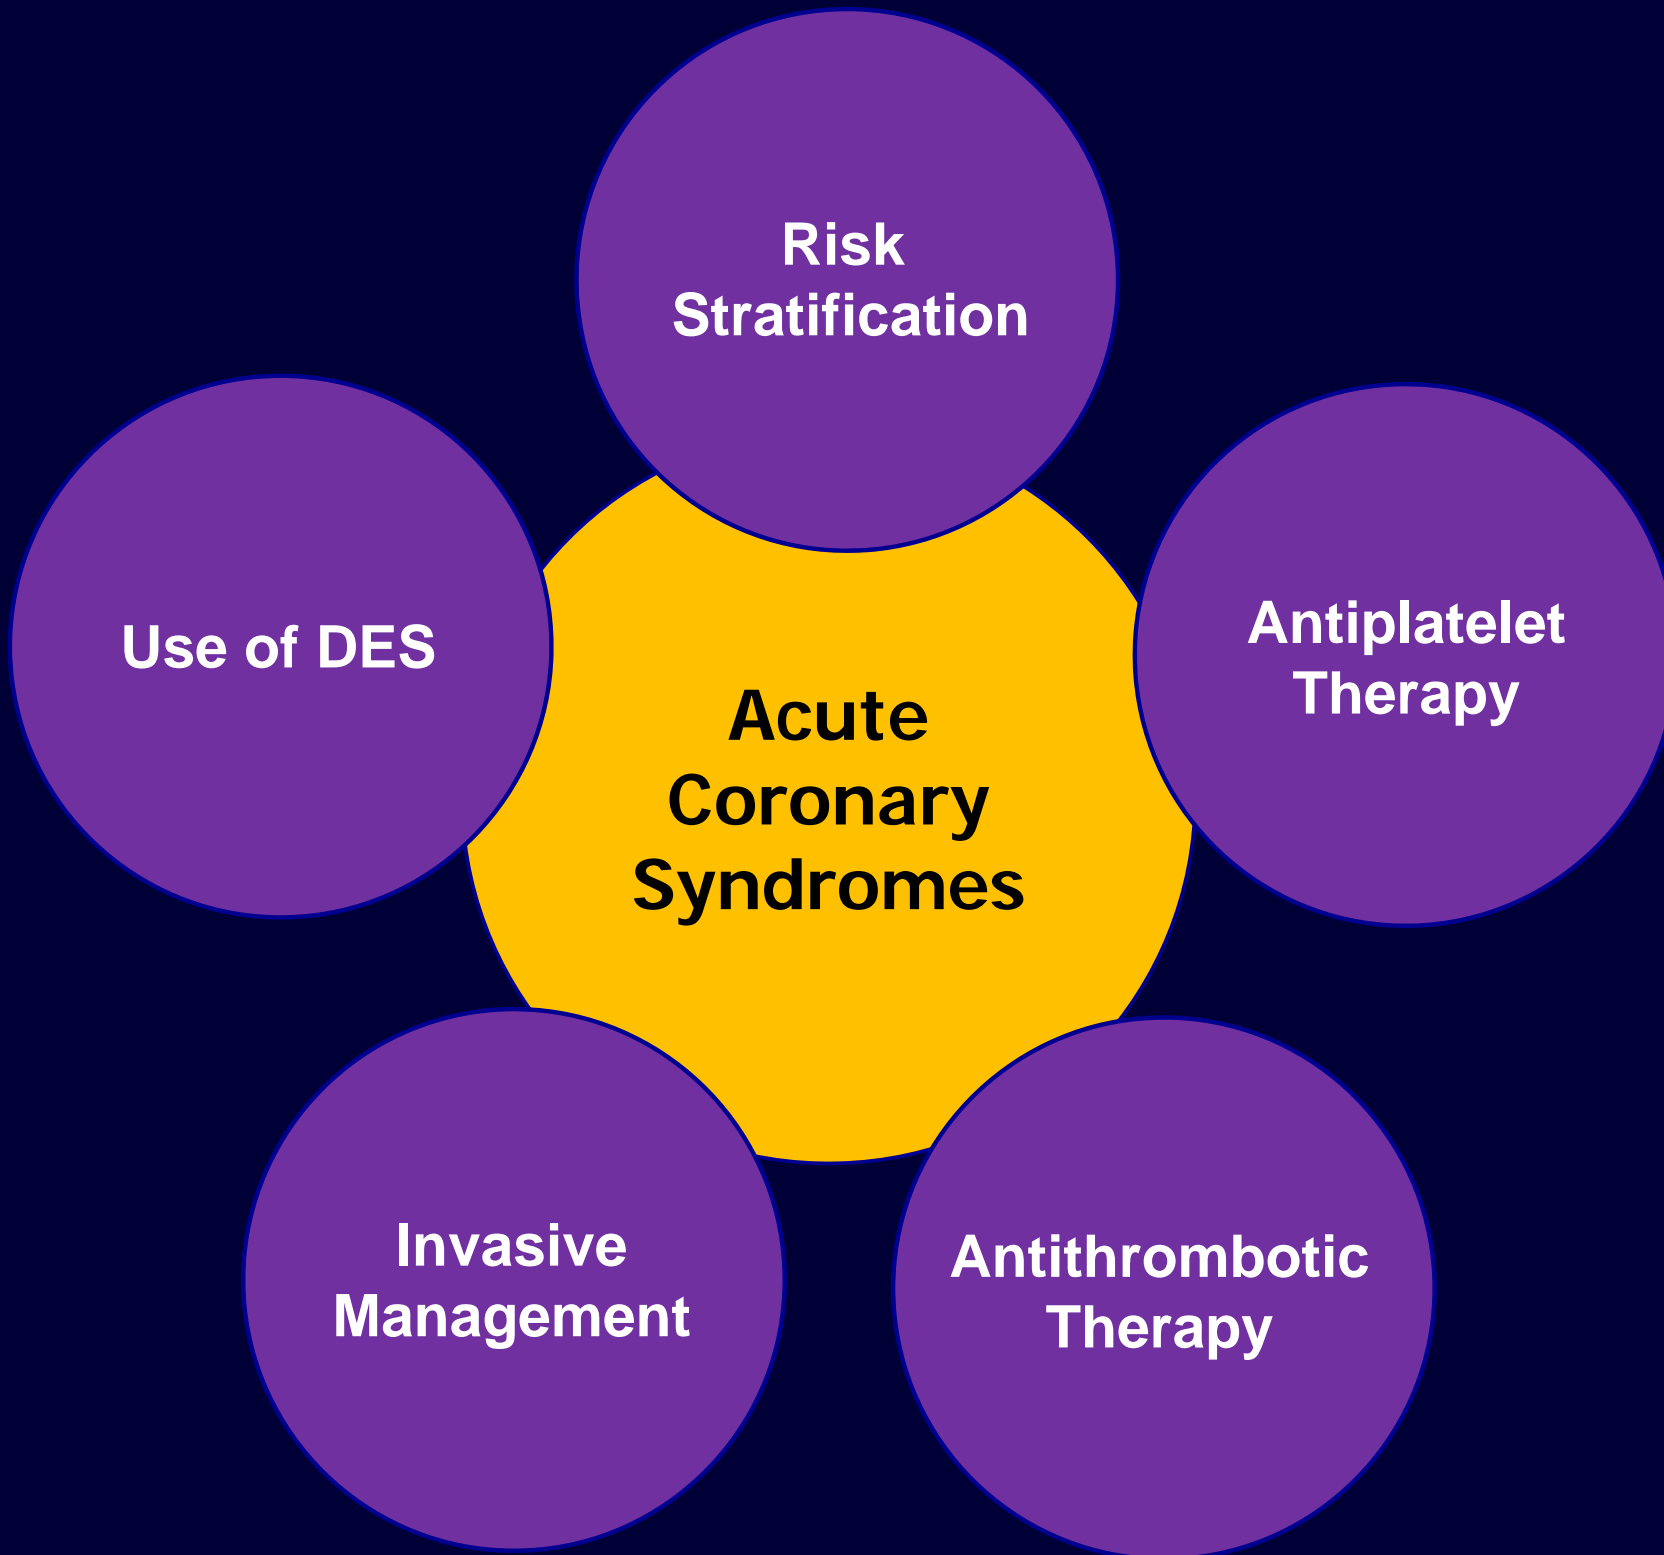 Risk
Stratification
Use of DES
Antiplatelet
Therapy
Acute
Coronary
Syndromes
Invasive
Management
Antithrombotic
Therapy